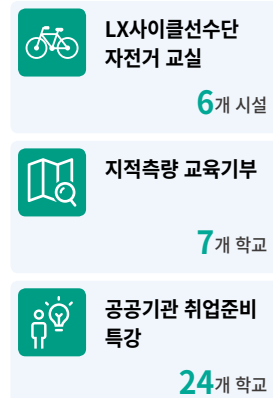 LX사이클선수단
자전거 교실
6개 시설
지적측량 교육기부
7개 학교
공공기관 취업준비
특강
24개 학교